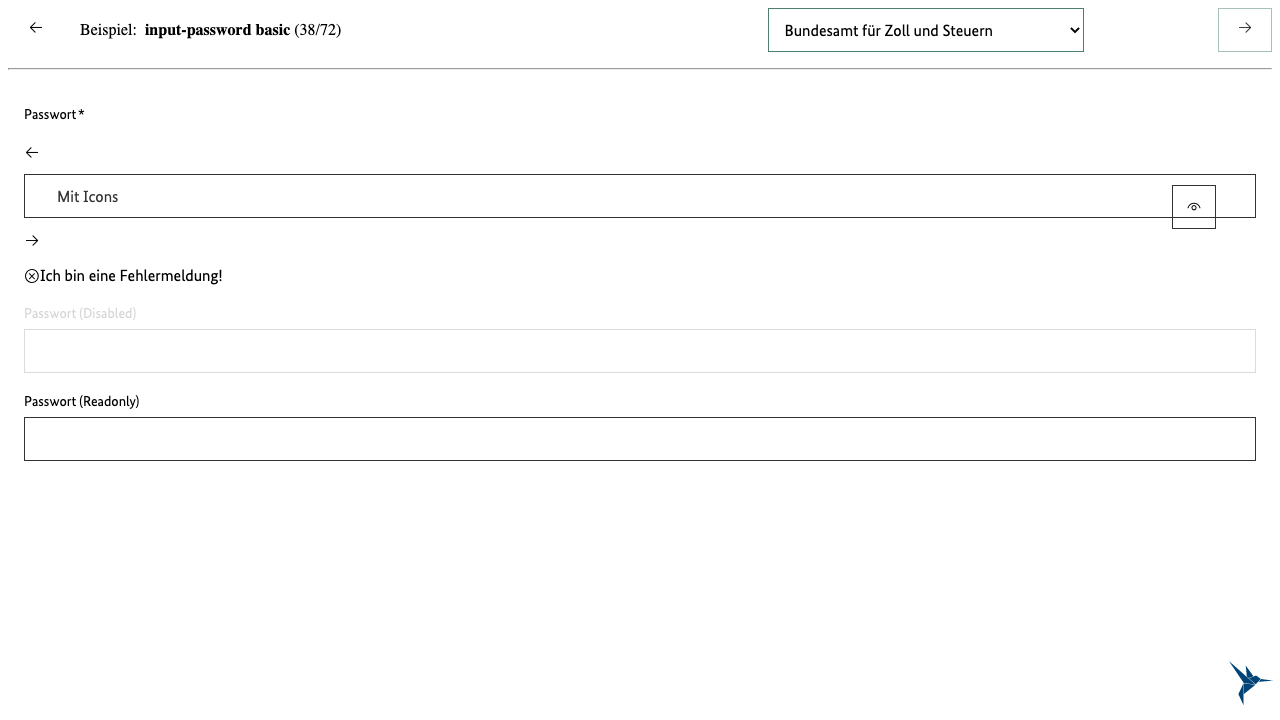 Beispiel: input-password basic (38/72)
Bundesamt für Zoll und Steuern
Passwort *
Mit Icons
Ich bin eine Fehlermeldung!
Passwort (Disabled)
Passwort (Readonly)